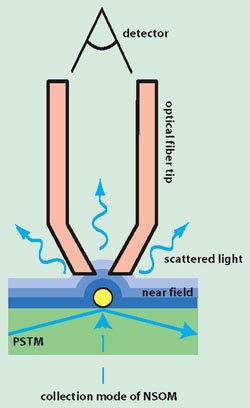 detector
optical fiber tip
scattered light
near field
PSTM
collection mode of NSOM